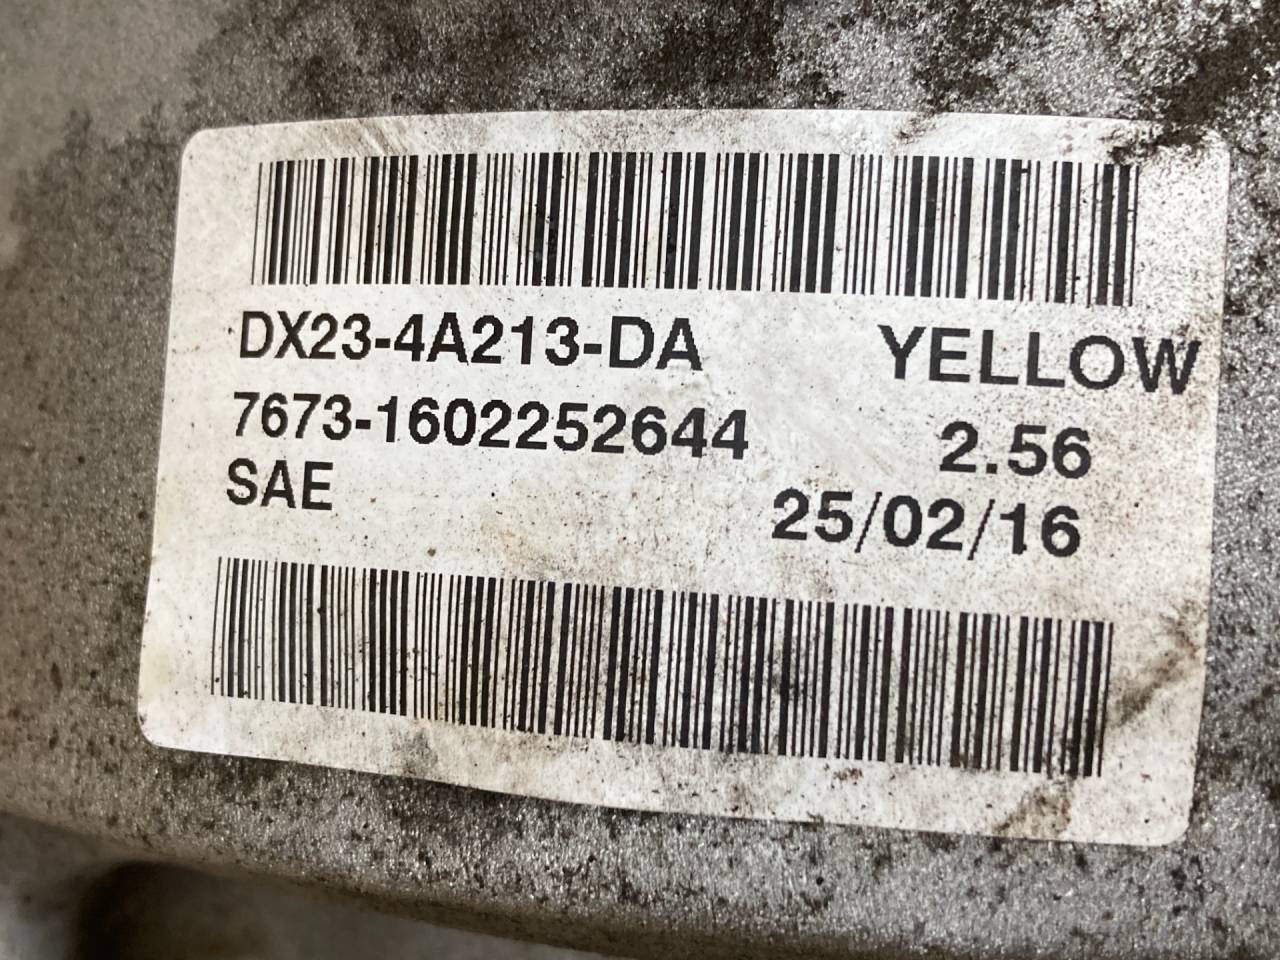 DX23-4A213-DA YELLOW
7673-1602252644 2.56
SAE 25/02/16